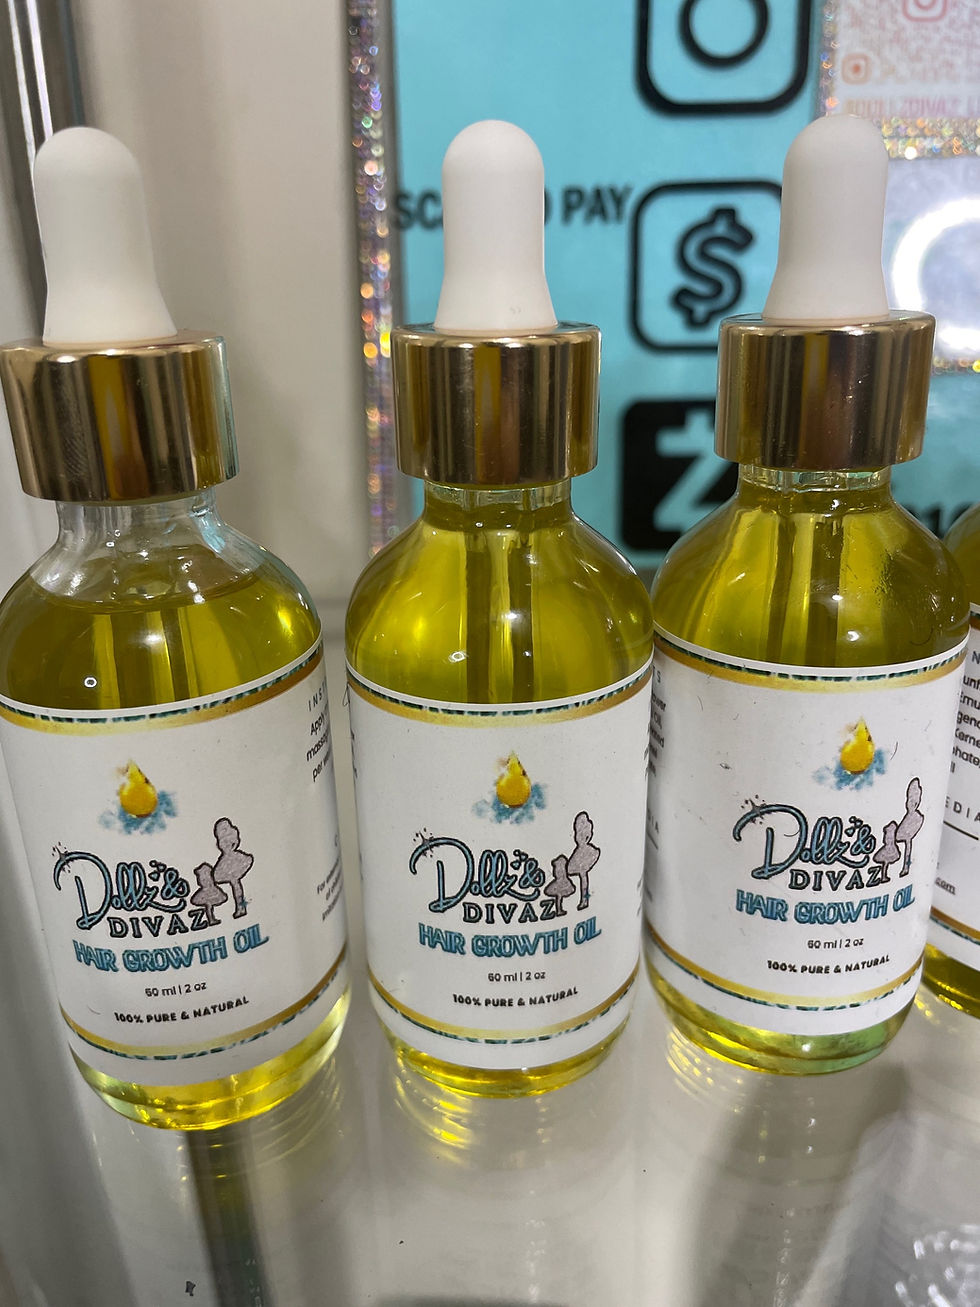 PAY
$
Dollz &
DIVAZ
HAIR GROWTH OIL
60 ml | 2 oz
100% PURE & NATURAL
Dollz &
DIVAZ
HAIR GROWTH OIL
60 ml | 2 oz
100% PURE & NATURAL
Dollz &
DIVAZ
HAIR GROWTH OIL
60 ml | 2 oz
100% PURE & NATURAL